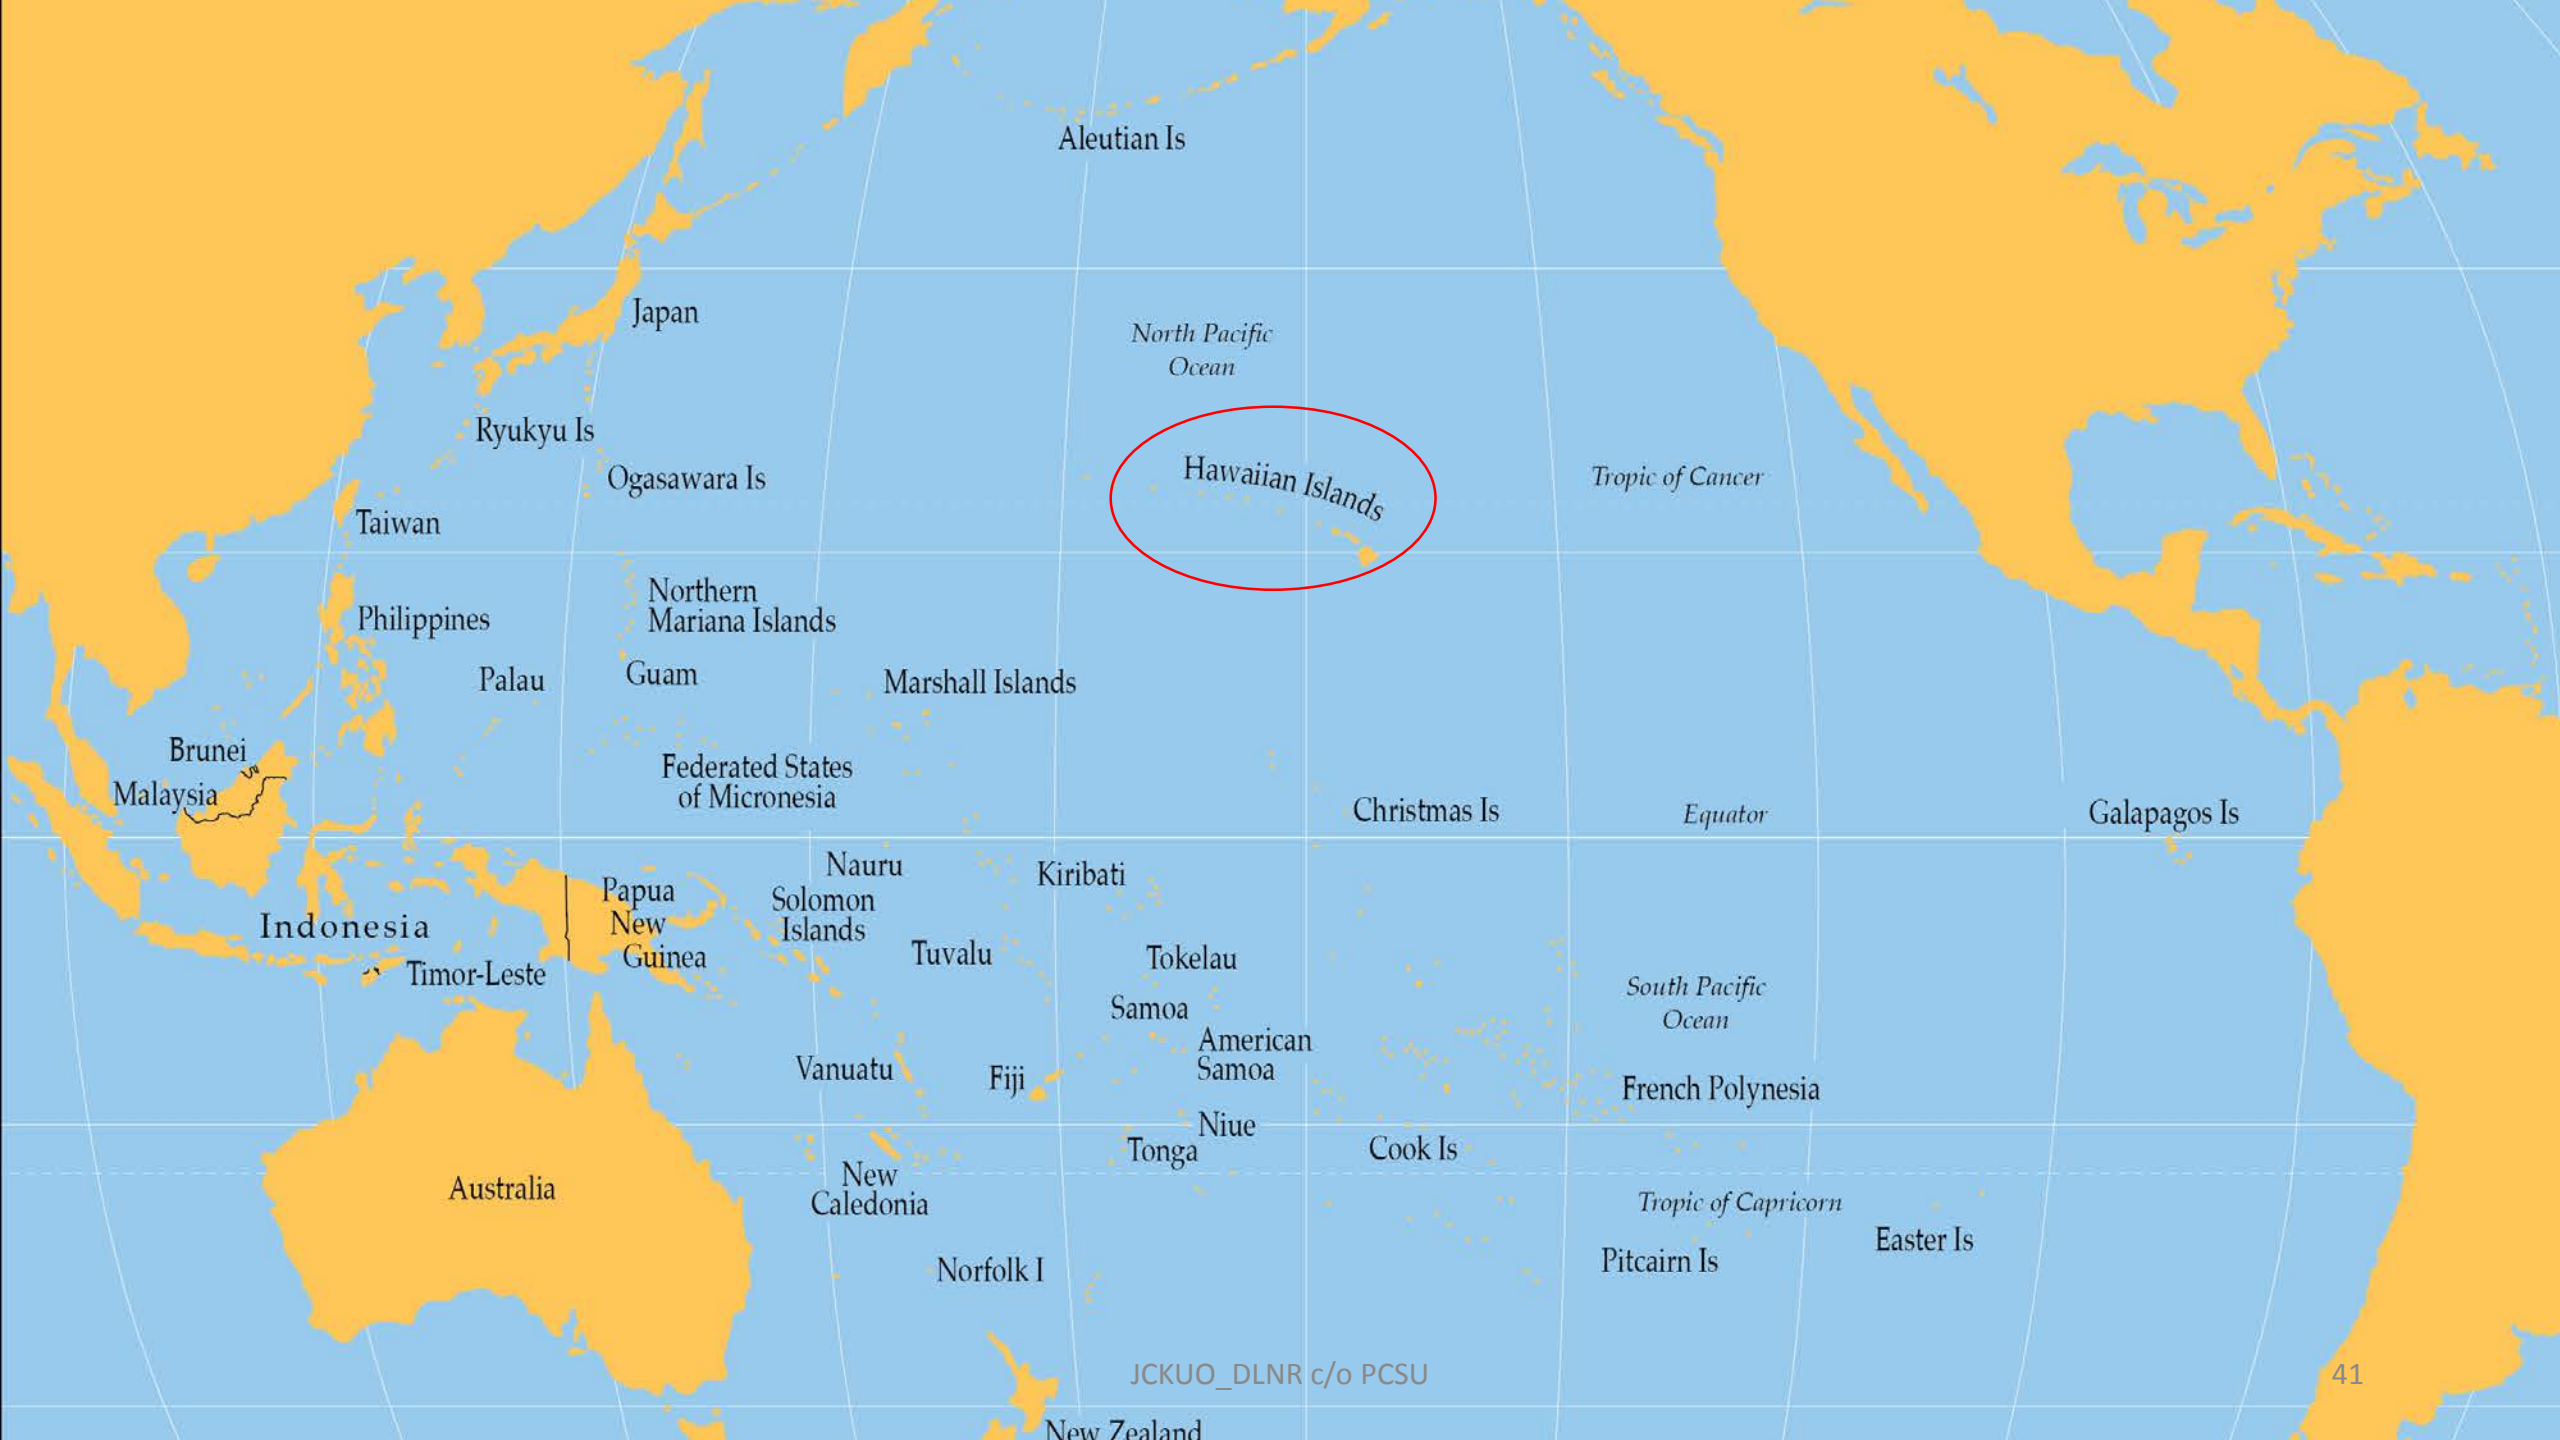 Aleutian Is
Japan
North Pacific
Ocean
Ryukyu Is
Hawaiian Islands
Ogasawara Is
Tropic of Cancer
Taiwan
Northern
Mariana Islands
Philippines
Palau
Guam
Marshall Islands
Brunei
Malaysia
Federated States
of Micronesia
Christmas Is
Equator
Galapagos Is
Nauru
Kiribati
Papua
New
Guinea
Solomon
Islands
Indonesia
Timor-Leste
Tuvalu
Tokelau
Samoa
American
Samoa
South Pacific
Ocean
Vanuatu
Fiji
French Polynesia
Niue
Tonga
Cook Is
New
Caledonia
Australia
Tropic of Capricorn
Easter Is
Pitcairn Is
Norfolk I
JCKUO_DLNR c/o PCSU
41
New Zealand